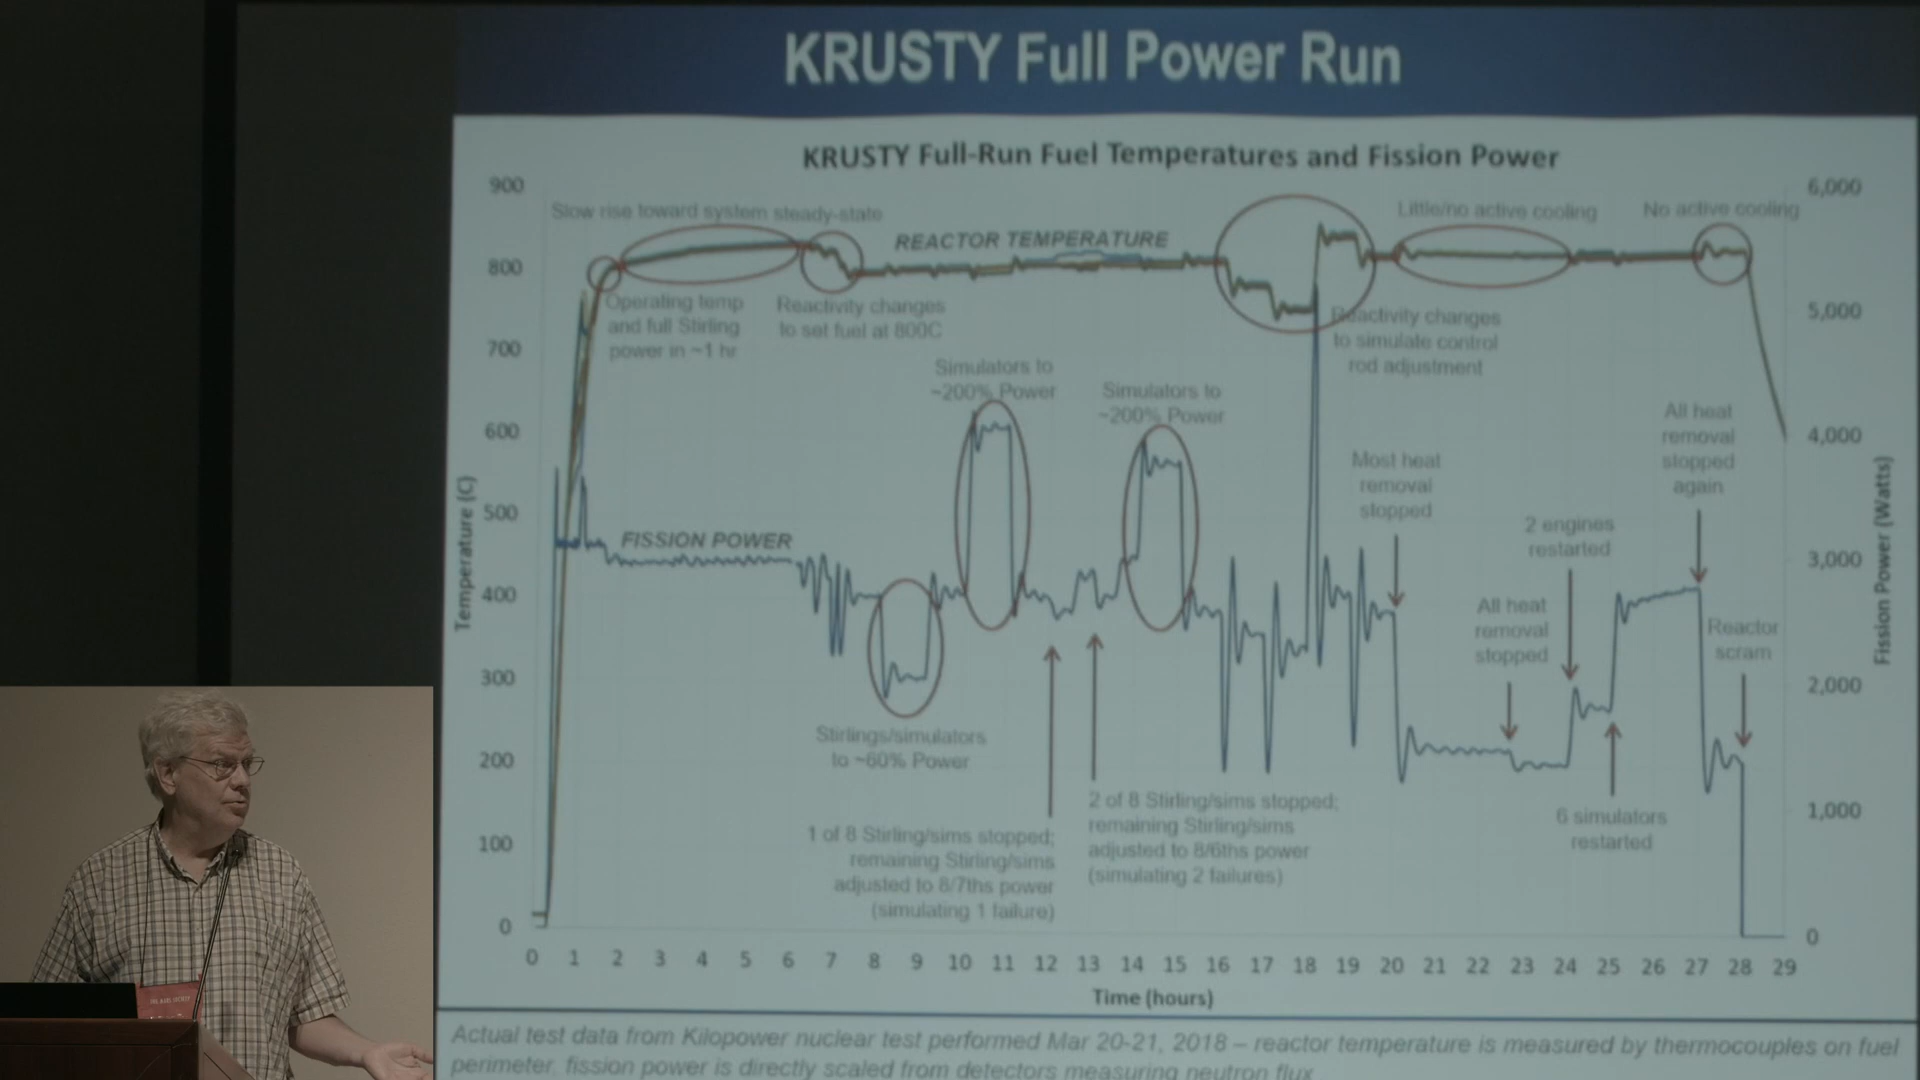 KRUSTY Full Power Run
KRUSTY Full-Run Fuel Temperatures and Fission Power
900
800
700
600
500
400
300
200
100
0
Temperature (C)
6,000
5,000
4,000
3,000
2,000
1,000
0
Fission Power (Watts)
Slow rise toward system steady-state
REACTOR TEMPERATURE
Little/no active cooling
No active cooling
Operating temp
and full Stirling
power in ~1 hr
Reactivity changes
to set fuel at 800C
Reactivity changes
to simulate control
rod adjustment
Simulators to
~200% Power
Simulators to
~200% Power
All heat
removal
stopped
again
Most heat
removal
stopped
2 engines
restarted
FISSION POWER
All heat
removal
stopped
Reactor
scram
Stirlings/simulators
to ~60% Power
1 of 8 Stirling/sims stopped;
remaining Stirling/sims
adjusted to 8/7ths power
(simulating 1 failure)
2 of 8 Stirling/sims stopped;
remaining Stirling/sims
adjusted to 8/6ths power
(simulating 2 failures)
6 simulators
restarted
0 1 2 3 4 5 6 7 8 9 10 11 12 13 14 15 16 17 18 19 20 21 22 23 24 25 26 27 28 29
Time (hours)
Actual test data from Kilopower nuclear test performed Mar 20-21, 2018 – reactor temperature is measured by thermocouples on fuel
perimeter, fission power is directly scaled from detectors measuring neutron flux